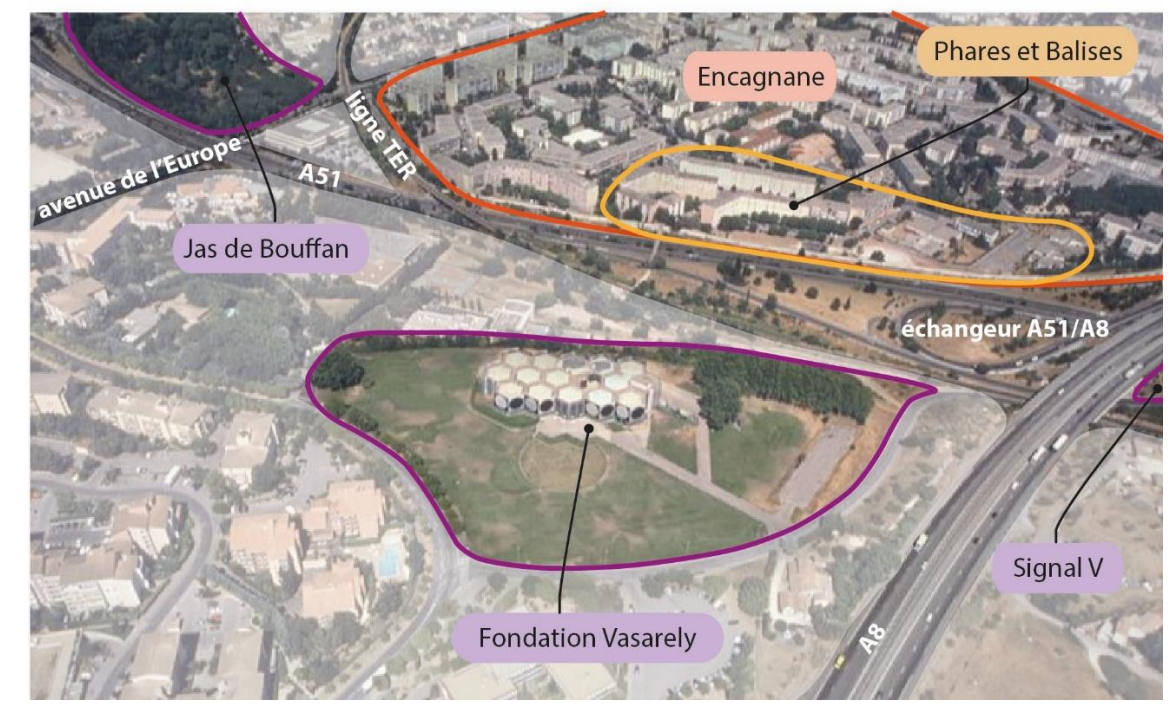 Phares et Balises
Encagnane
ligne TER
avenue de l'Europe
A51
Jas de Bouffan
échangeur A51/A8
Signal V
Fondation Vasarely
A8